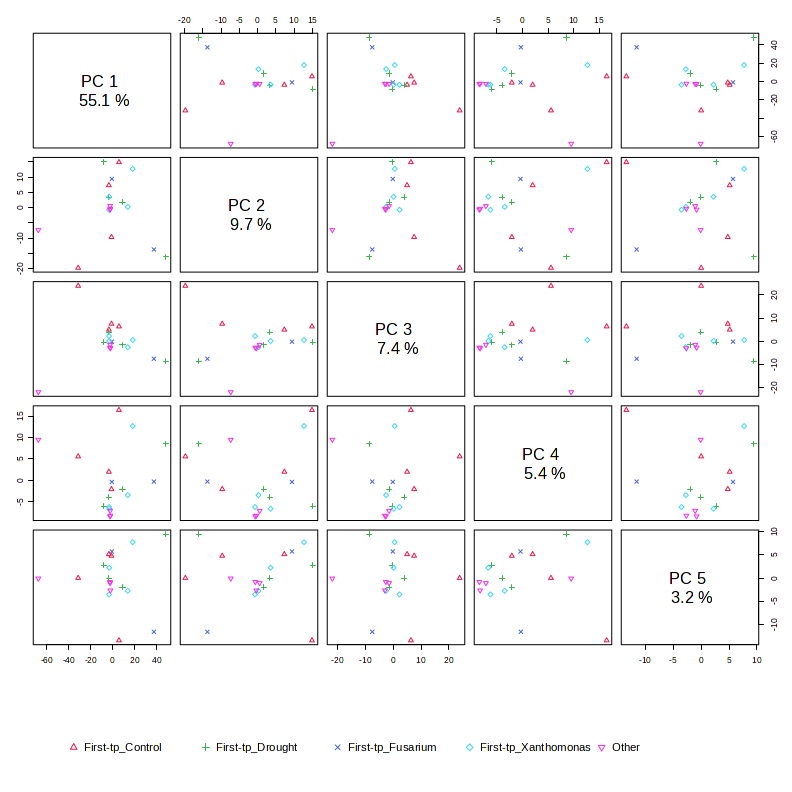 -20 -10 -5 0 5 10 15
-5 0 5 10 15
PC 1
55.1 %
-60 -20 0 20 40
-20 -10 0 5 10
PC 2
9.7 %
PC 3
7.4 %
-20 -10 0 10 20
-5 0 5 10 15
PC 4
5.4 %
PC 5
3.2 %
-10 -5 0 5 10
-60 -40 -20 0 20 40
-20 -10 0 10 20
-10 -5 0 5 10
First-tp_Control First-tp_Drought First-tp_Fusarium First-tp_Xanthomonas Other